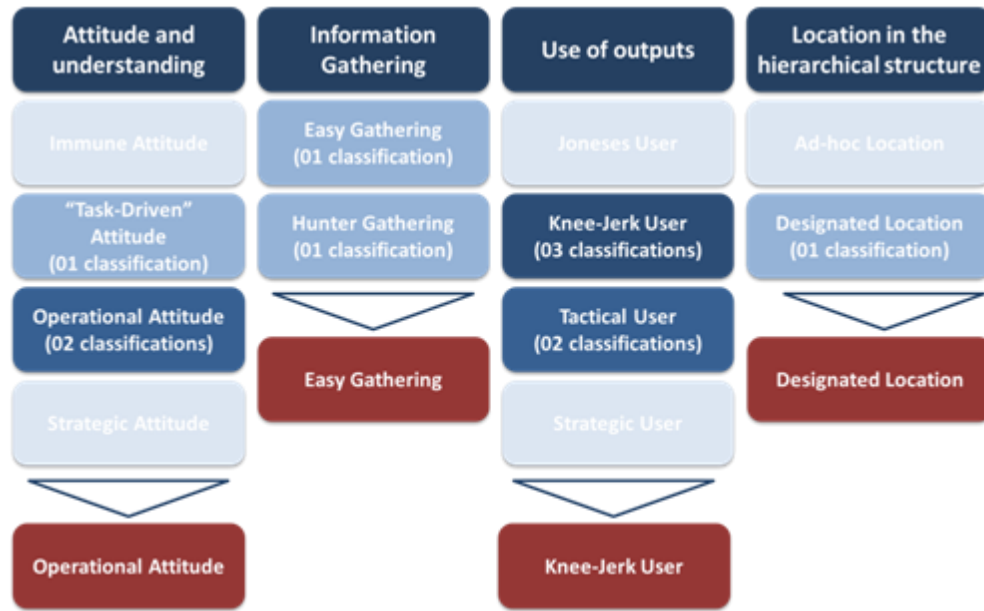 Attitude and
understanding
Immune Attitude
“Task-Driven”
Attitude
(01 classification)
Operational Attitude
(02 classifications)
Strategic Attitude
Operational Attitude
Information
Gathering
Easy Gathering
(01 classification)
Hunter Gathering
(01 classification)
Easy Gathering
Use of outputs
Joneses User
Knee-Jerk User
(03 classifications)
Tactical User
(02 classifications)
Strategic User
Knee-Jerk User
Location in the
hierarchical structure
Ad-hoc Location
Designated Location
(01 classification)
Designated Location